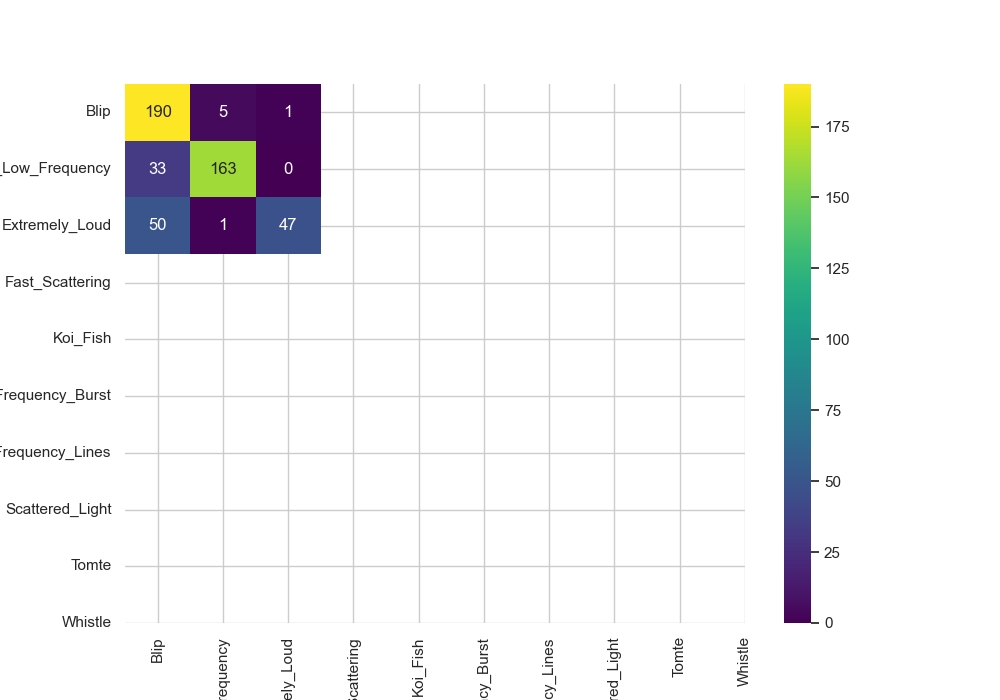 Blip 190 5 1
_Low_Frequency 33 163 0
Extremely_Loud 50 1 47
Fast_Scattering
Koi_Fish
Frequency_Burst
Frequency_Lines
Scattered_Light
Tomte
Whistle
Blip
requency
ely_Loud
cattering
Koi_Fish
cy_Burst
cy_Lines
red_Light
Tomte
Whistle
175
150
125
100
75
50
25
0